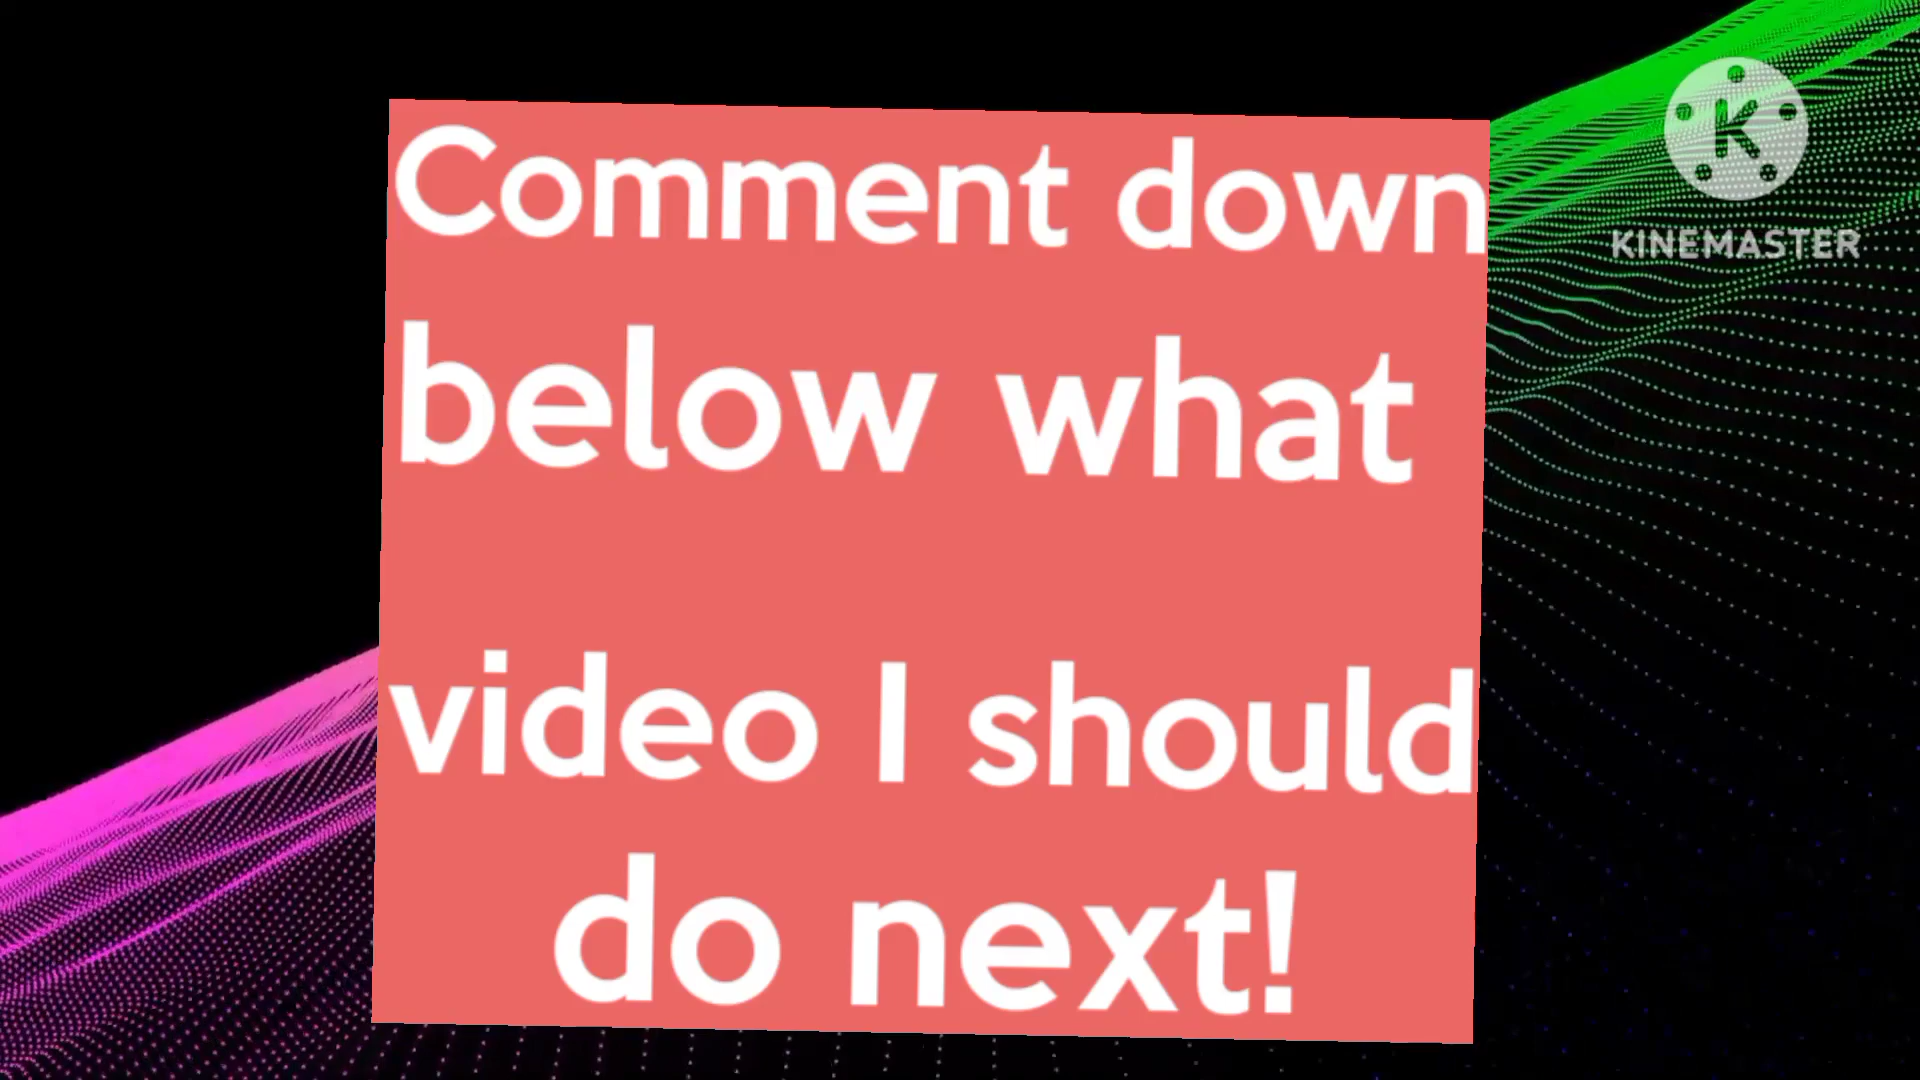 Comment down
below what
video I should
do next!
K
KINEMASTER